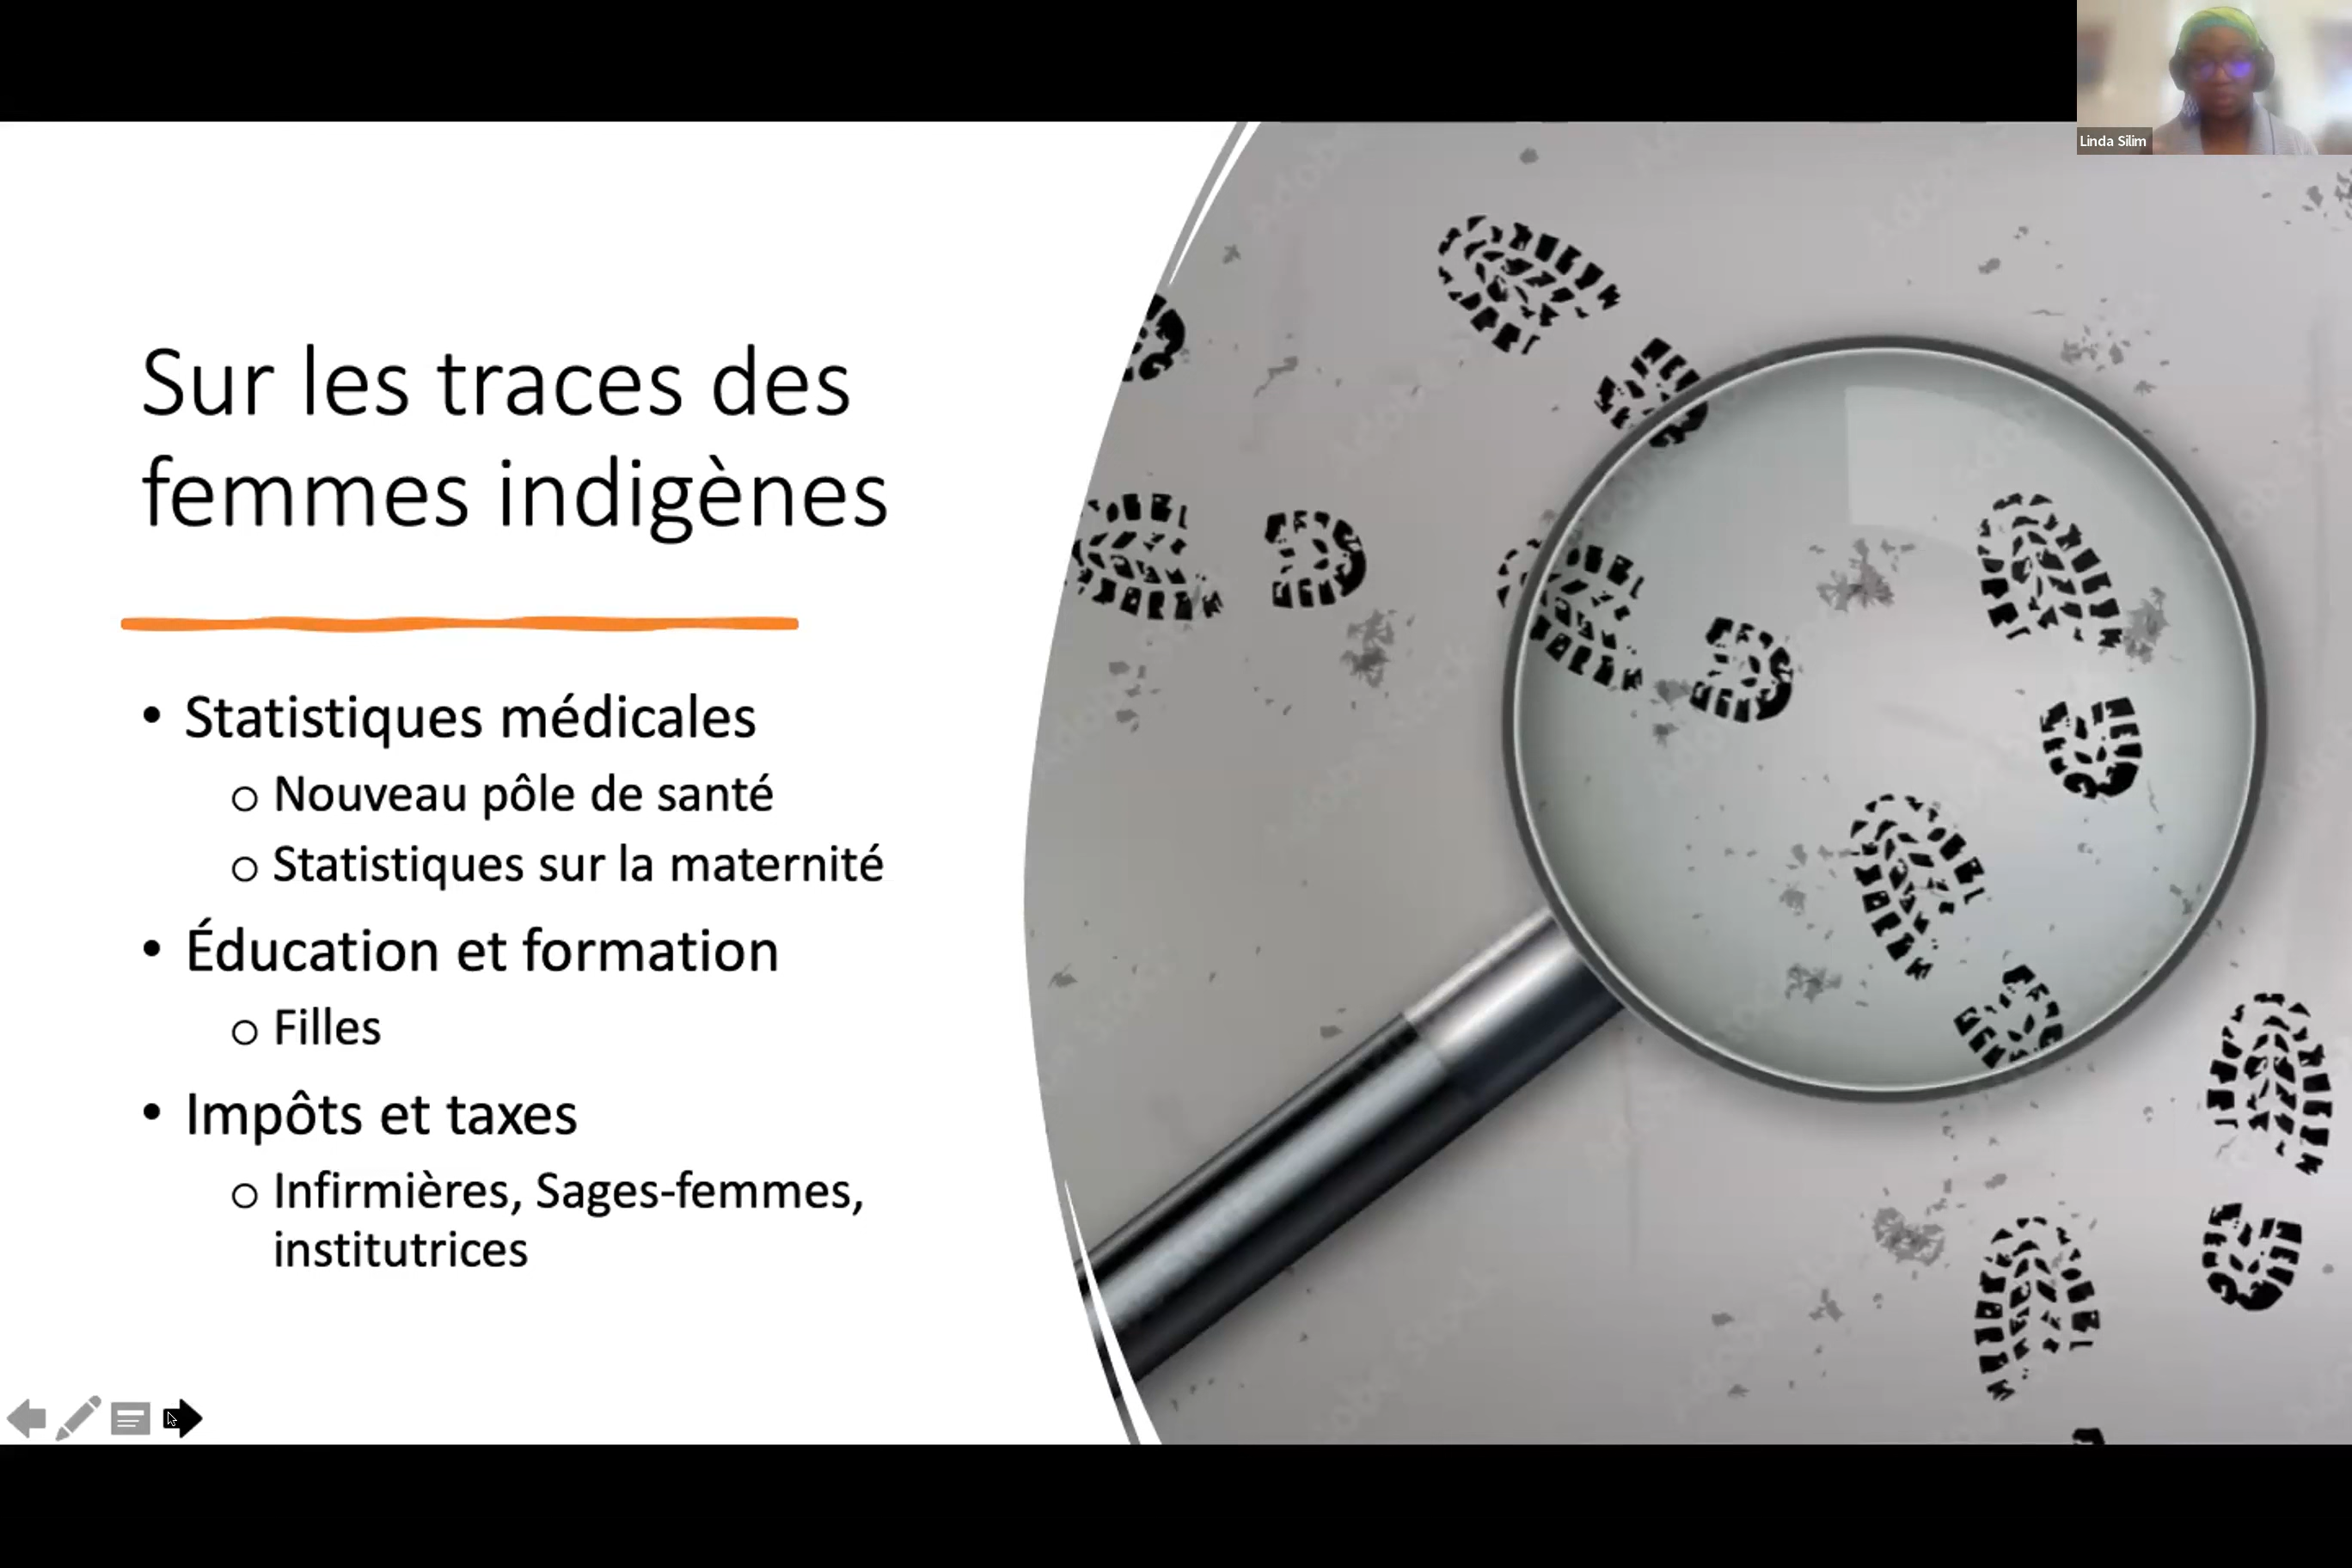 Linda Silim
Sur les traces des
femmes indigènes
• Statistiques médicales
o Nouveau pôle de santé
o Statistiques sur la maternité
• Éducation et formation
o Filles
• Impôts et taxes
o Infirmières, Sages-femmes,
institutrices